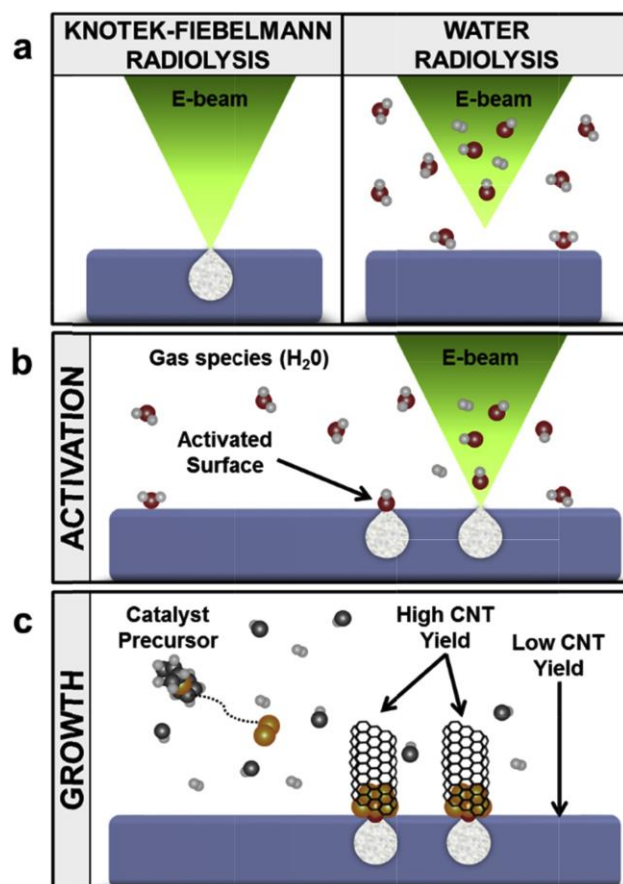 a
KNOTEK-FIEBELMANN
RADIOLYSIS
WATER
RADIOLYSIS
E-beam
E-beam
b
ACTIVATION
Gas species (H₂0)
E-beam
Activated
Surface
c
GROWTH
Catalyst
Precursor
High CNT
Yield
Low CNT
Yield